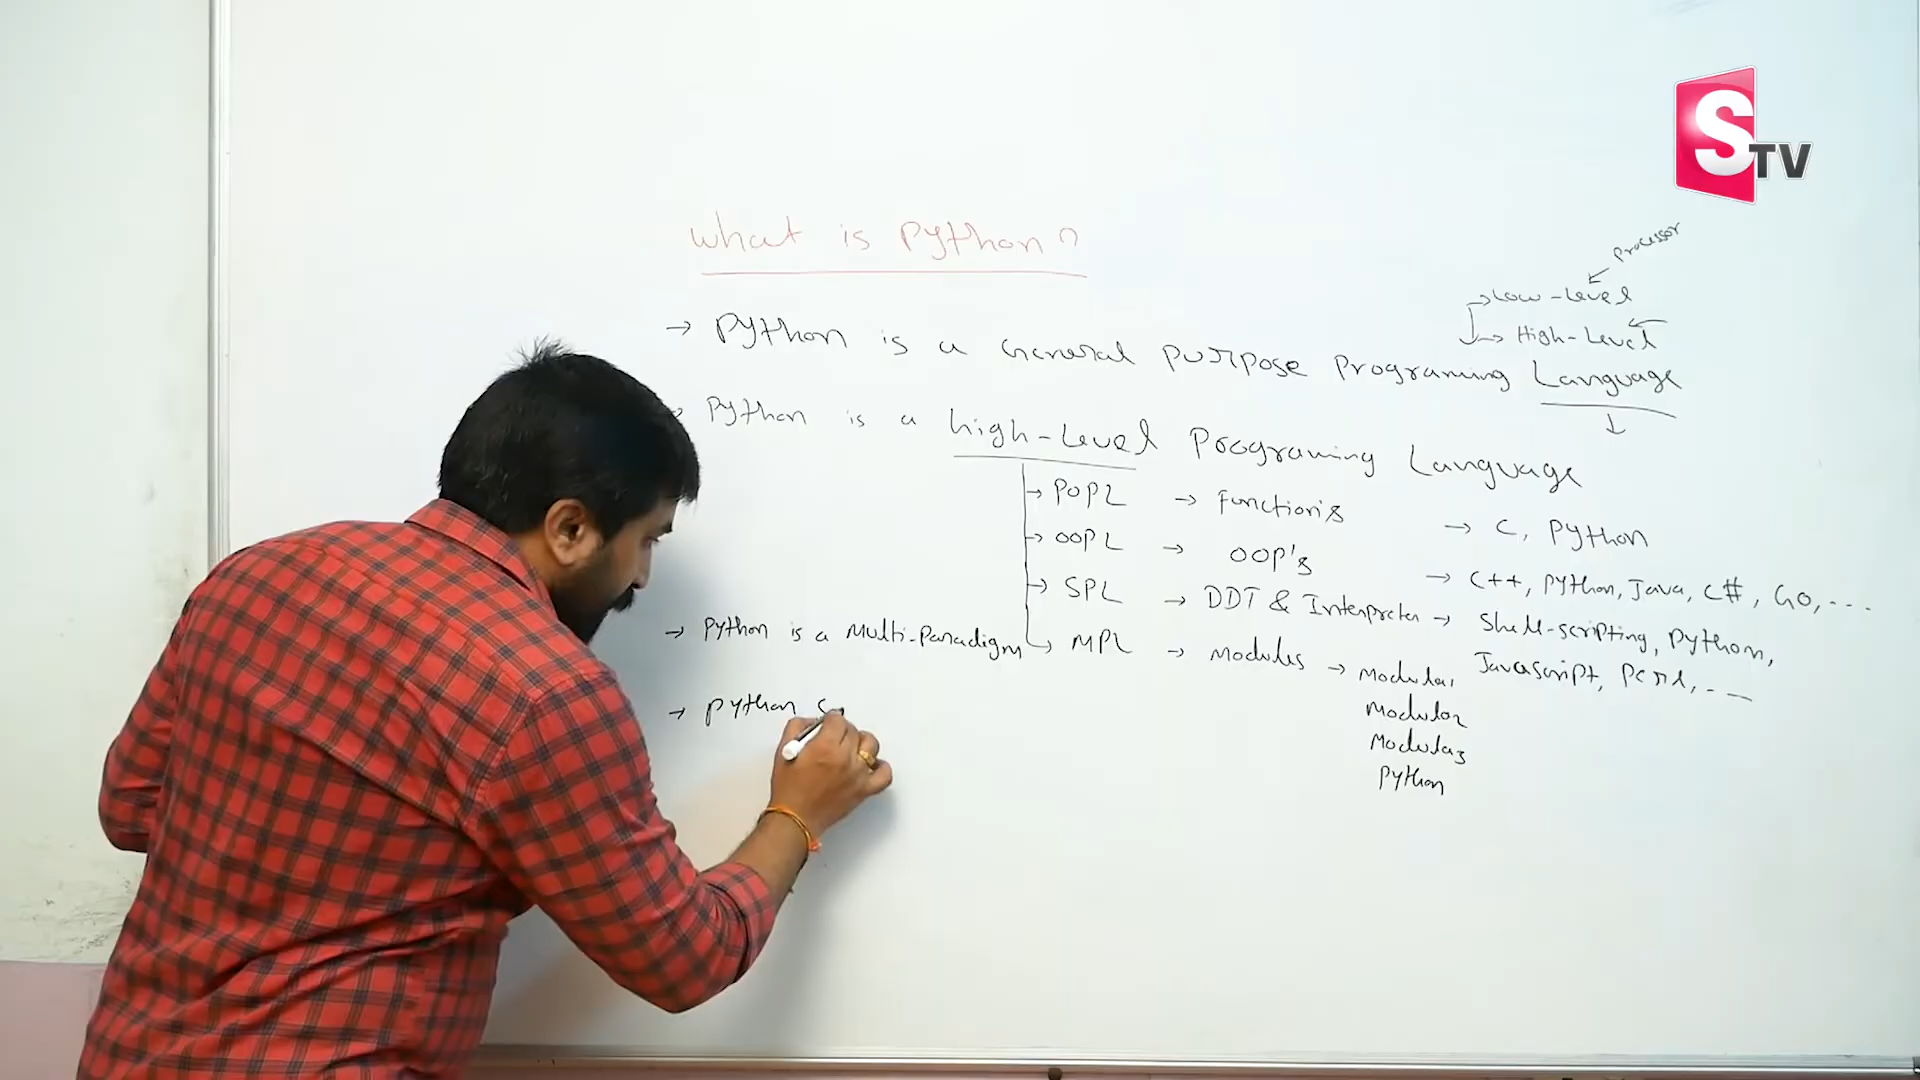 STV
What is Python?
Processor
→ Low-Level
→ High-Level
→ Python is a General Purpose Programing Language
Python is a high-Level Programing Language
→ POPL → Functions → C, Python
→ OOPL → OOP's → C++, Python, Java, C#, Go, ...
→ SPL → DDT & Interpreter → Shell-scripting, Python,
Javascript, Perl, ...
→ Python is a Multi-Paradigm → MPL → Modules → Modula1
Modula2
Modula3
Python
→ Python